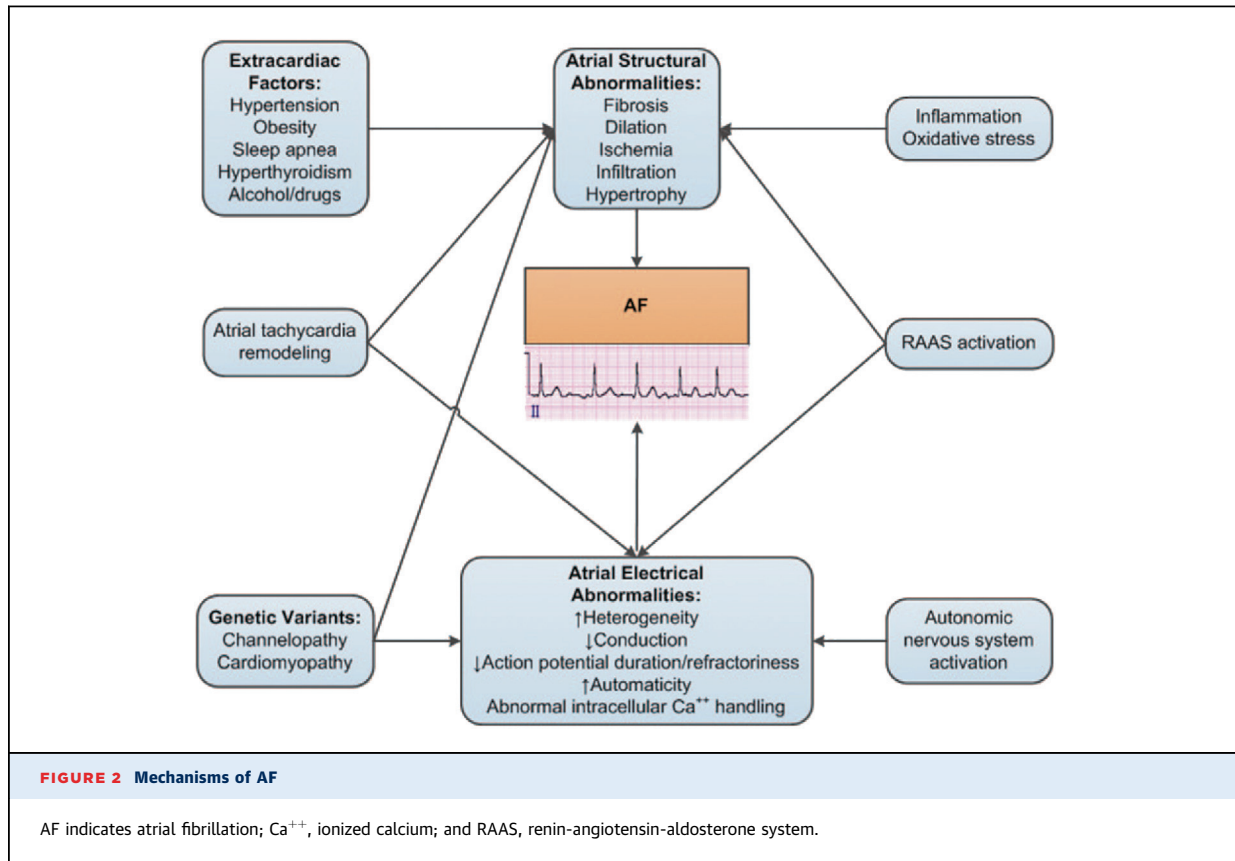 Extracardiac
Factors:
Hypertension
Obesity
Sleep apnea
Hyperthyroidism
Alcohol/drugs
Atrial Structural
Abnormalities:
Fibrosis
Dilation
Ischemia
Infiltration
Hypertrophy
Inflammation
Oxidative stress
Atrial tachycardia
remodeling
AF
II
RAAS activation
Genetic Variants:
Channelopathy
Cardiomyopathy
Atrial Electrical
Abnormalities:
↑Heterogeneity
↓Conduction
↓Action potential duration/refractoriness
↑Automaticity
Abnormal intracellular Ca⁺⁺ handling
Autonomic
nervous system
activation
FIGURE 2 Mechanisms of AF
AF indicates atrial fibrillation; Ca⁺⁺, ionized calcium; and RAAS, renin-angiotensin-aldosterone system.